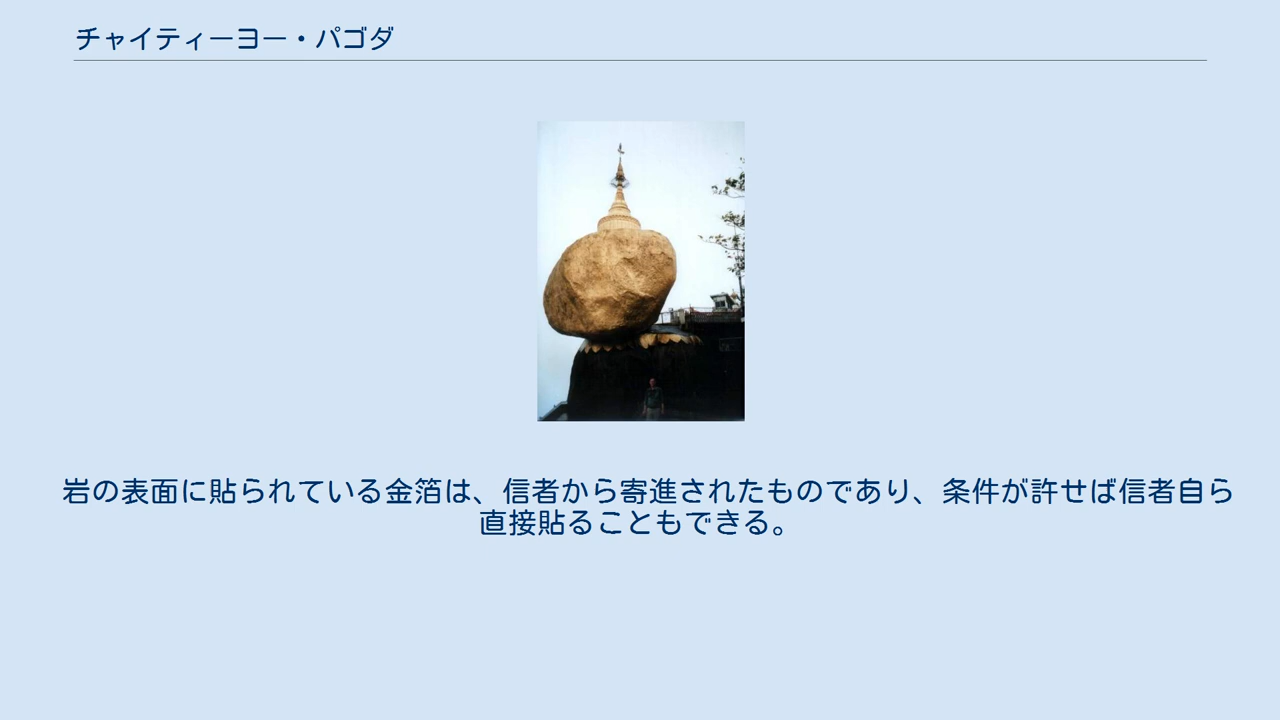 チャイティーヨー・パゴダ
岩の表面に貼られている金箔は、信者から寄進されたものであり、条件が許せば信者自ら
直接貼ることもできる。